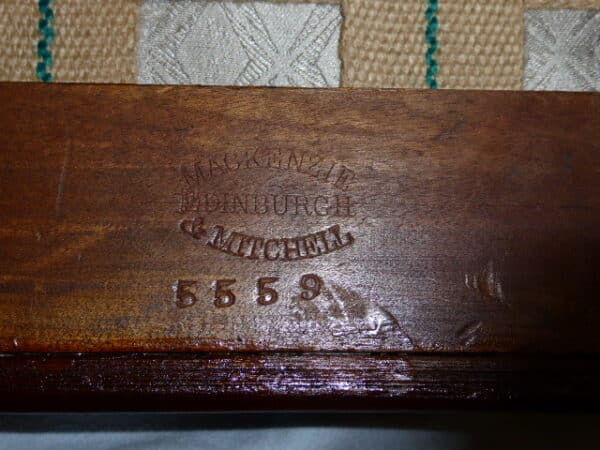 MACKENZIE
EDINBURGH
& MITCHELL
5559